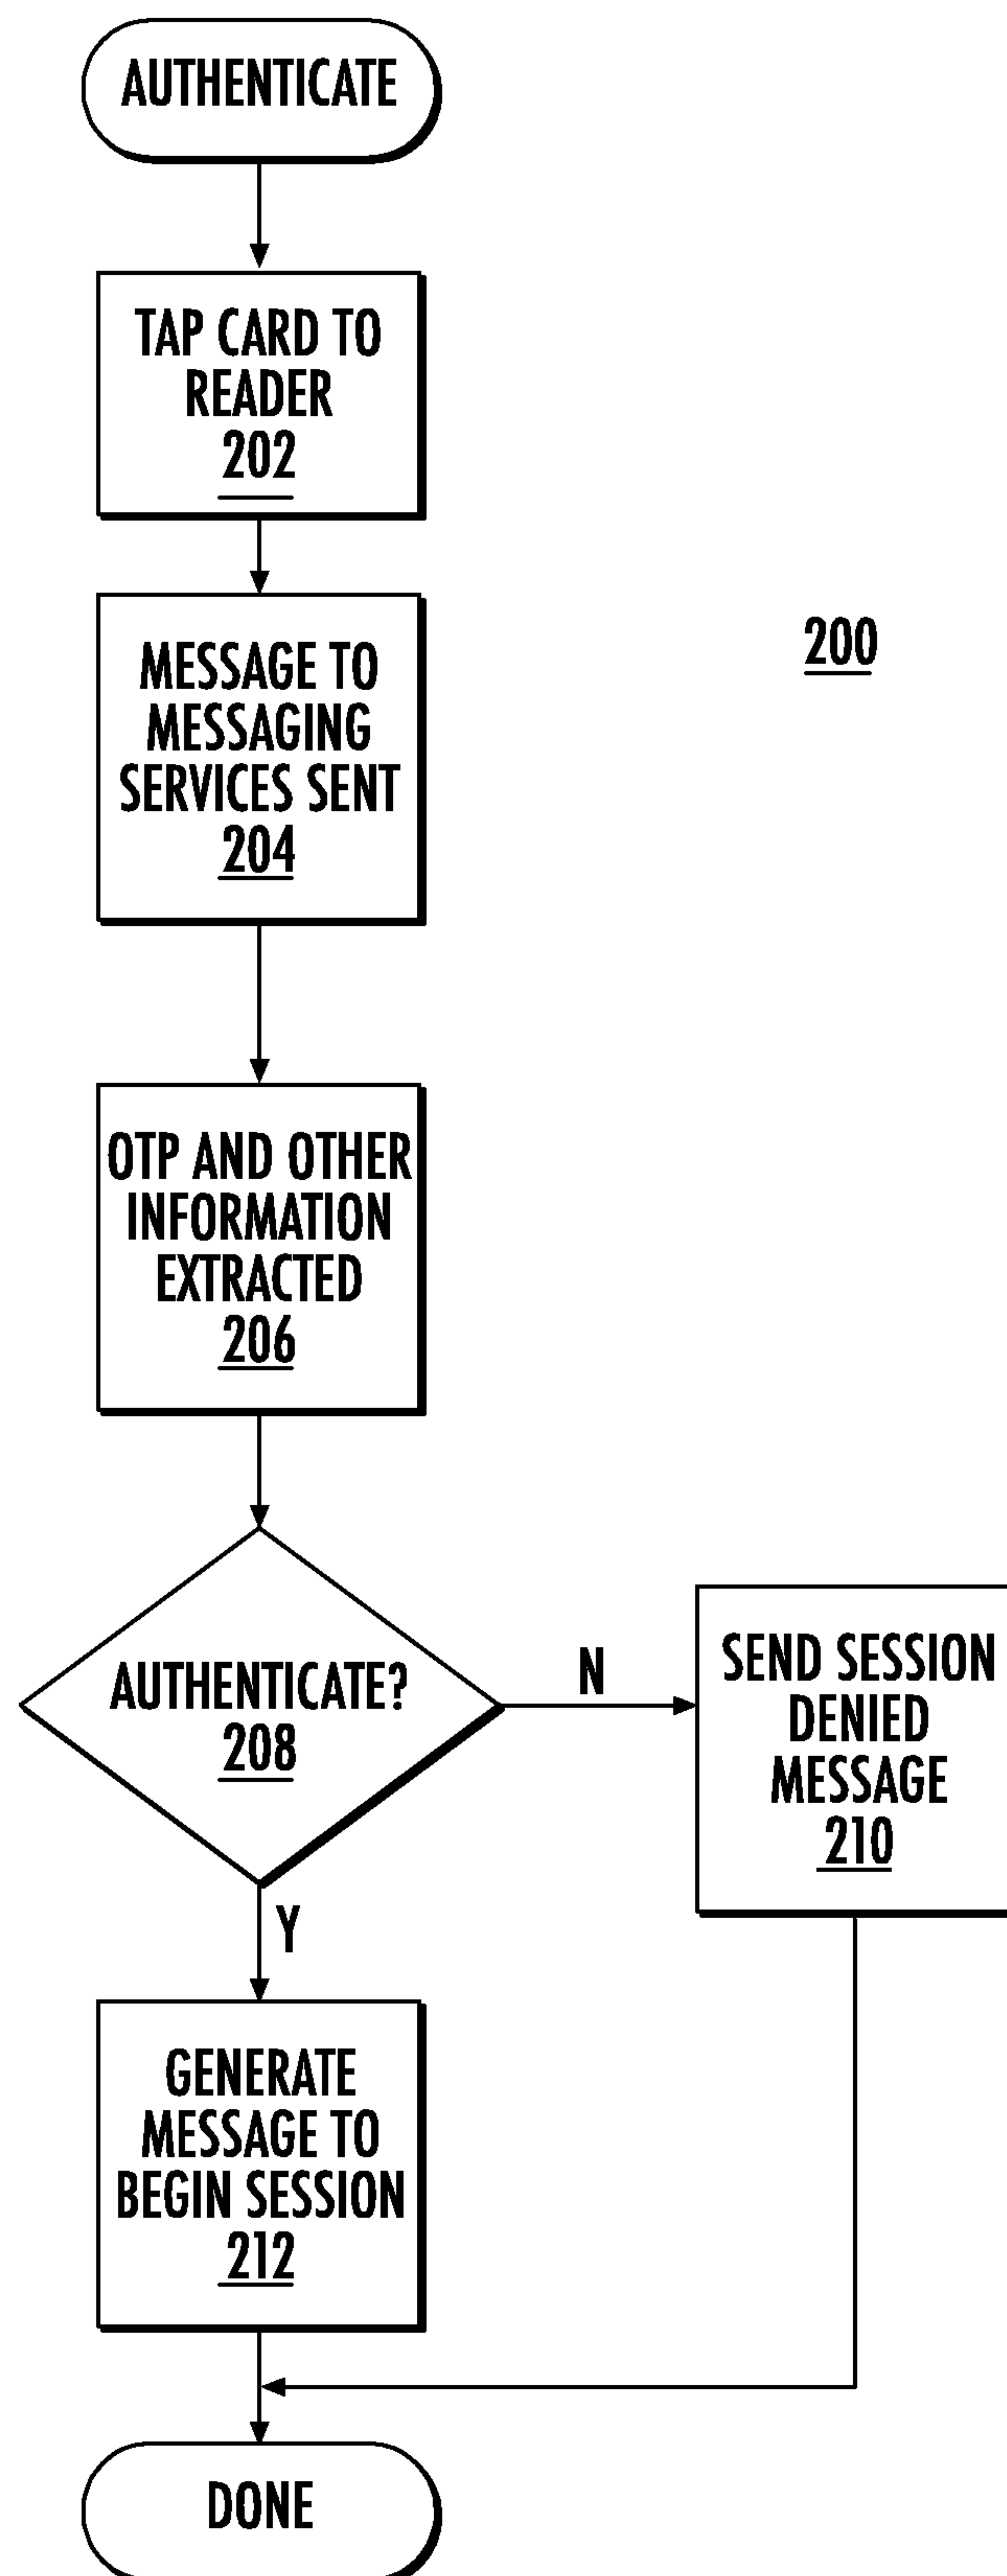 AUTHENTICATE
TAP CARD TO
READER
202
MESSAGE TO
MESSAGING
SERVICES SENT
204
200
OTP AND OTHER
INFORMATION
EXTRACTED
206
AUTHENTICATE?
208
N
SEND SESSION
DENIED
MESSAGE
210
Y
GENERATE
MESSAGE TO
BEGIN SESSION
212
DONE